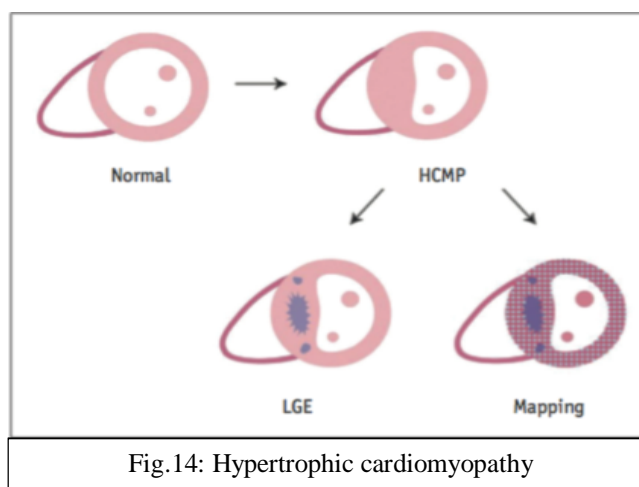 Normal
HCMP
LGE
Mapping
Fig.14: Hypertrophic cardiomyopathy